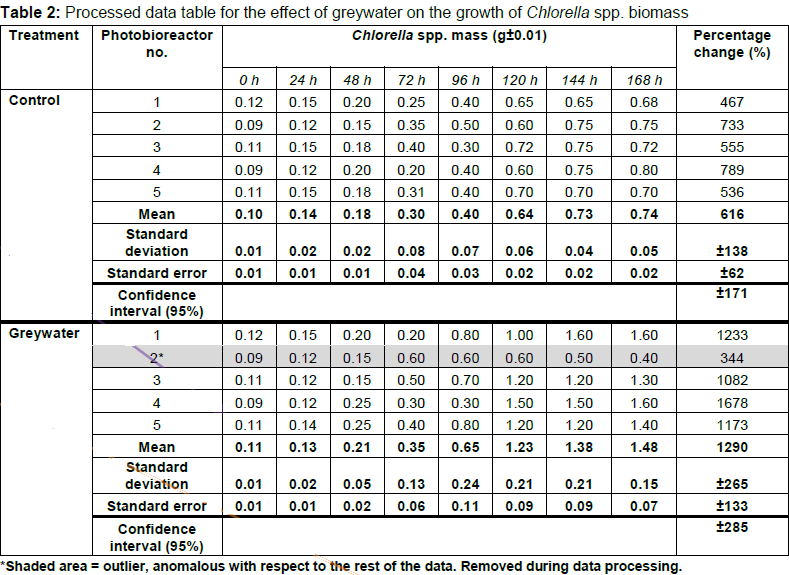 Table 2: Processed data table for the effect of greywater on the growth of Chlorella spp. biomass
Treatment Photobioreactor no. Chlorella spp. mass (g±0.01) Percentage change (%)
0 h 24 h 48 h 72 h 96 h 120 h 144 h 168 h
Control 1 0.12 0.15 0.20 0.25 0.40 0.65 0.65 0.68 467
2 0.09 0.12 0.15 0.35 0.50 0.60 0.75 0.75 733
3 0.11 0.15 0.18 0.40 0.30 0.72 0.75 0.72 555
4 0.09 0.12 0.20 0.20 0.40 0.60 0.75 0.80 789
5 0.11 0.15 0.18 0.31 0.40 0.70 0.70 0.70 536
Mean 0.10 0.14 0.18 0.30 0.40 0.64 0.73 0.74 616
Standard deviation 0.01 0.02 0.02 0.08 0.07 0.06 0.04 0.05 ±138
Standard error 0.01 0.01 0.01 0.04 0.03 0.02 0.02 0.02 ±62
Confidence interval (95%) ±171
Greywater 1 0.12 0.15 0.20 0.20 0.80 1.00 1.60 1.60 1233
2* 0.09 0.12 0.15 0.60 0.60 0.60 0.50 0.40 344
3 0.11 0.12 0.15 0.50 0.70 1.20 1.20 1.30 1082
4 0.09 0.12 0.25 0.30 0.30 1.50 1.50 1.60 1678
5 0.11 0.14 0.25 0.40 0.80 1.20 1.20 1.40 1173
Mean 0.11 0.13 0.21 0.35 0.65 1.23 1.38 1.48 1290
Standard deviation 0.01 0.02 0.05 0.13 0.24 0.21 0.21 0.15 ±265
Standard error 0.01 0.01 0.02 0.06 0.11 0.09 0.09 0.07 ±133
Confidence interval (95%) ±285
*Shaded area = outlier, anomalous with respect to the rest of the data. Removed during data processing.